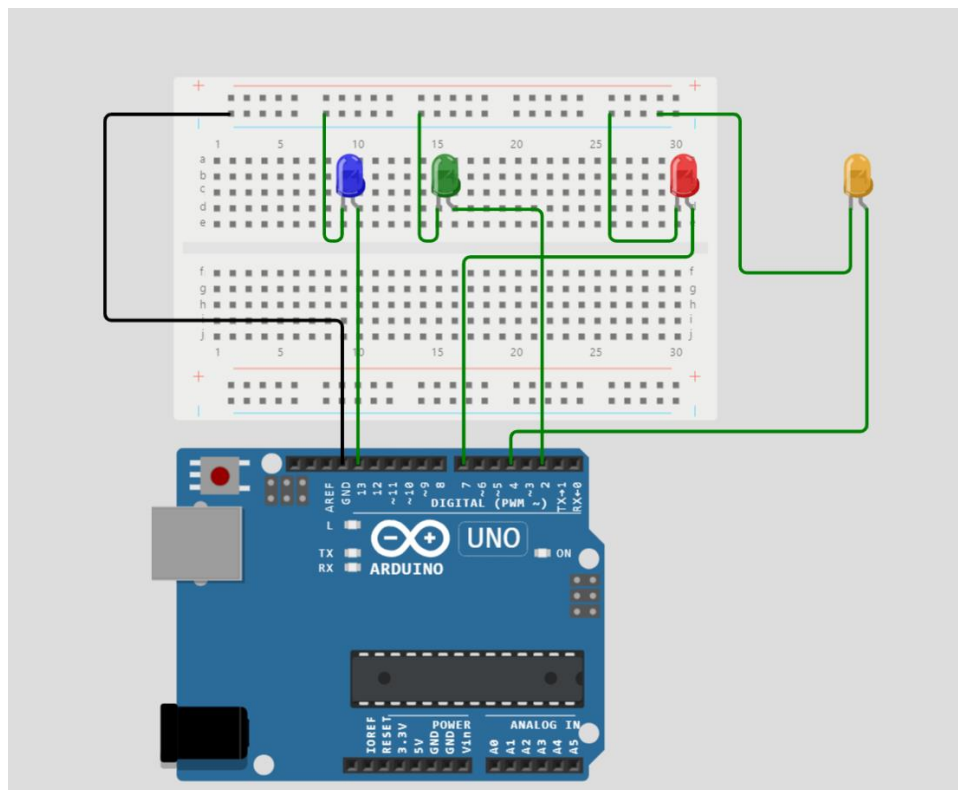 + +
1 5 10 15 20 25 30
a a
b b
c c
d d
e e
f f
g g
h h
i i
j j
1 5 10 15 20 25 30
+ +
AREF
GND
13
12
~11
~10
~9
8
7
~6
~5
4
~3
2
TX→1
RX←0
DIGITAL (PWM ~)
L
TX
RX
ARDUINO
UNO
ON
IOREF
RESET
3.3V
5V
GND
GND
Vin
POWER
ANALOG IN
A0
A1
A2
A3
A4
A5